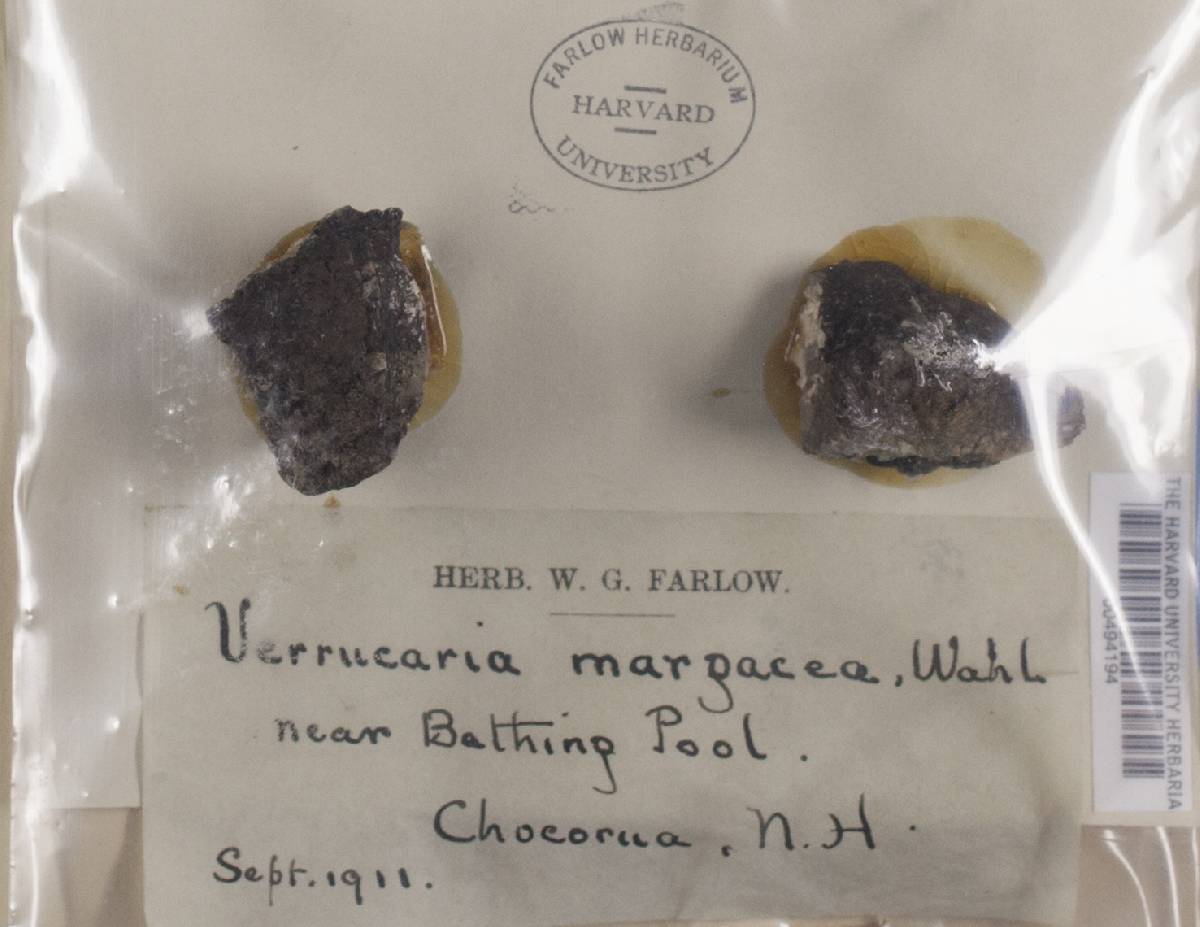 FARLOW HERBARIUM
HARVARD
UNIVERSITY
HERB. W. G. FARLOW.
Verrucaria margacea, Wahl
near Bathing Pool.
Chocorua, N.H.
Sept. 1911.
THE HARVARD UNIVERSITY HERBARIA
00494194